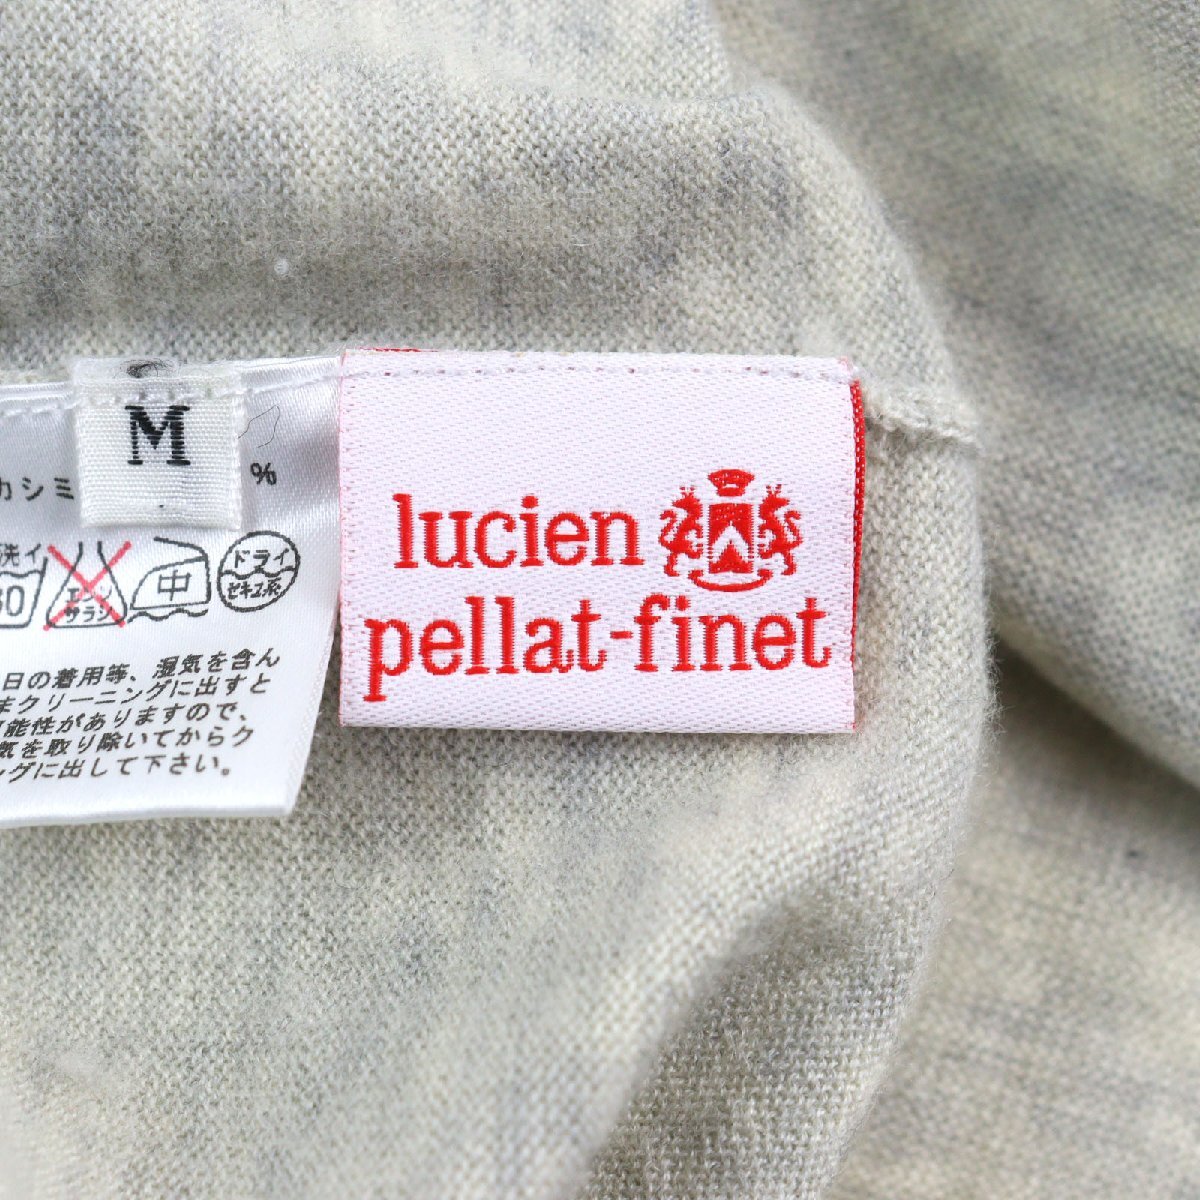 M
カシミ
%
lucien
pellat-finet
洗イ
30
エンソ
サラシ
中
ドライ
セキユ系
日の着用等、湿気を含ん
まクリーニングに出すと
可能性がありますので、
気を取り除いてからク
ングに出して下さい。